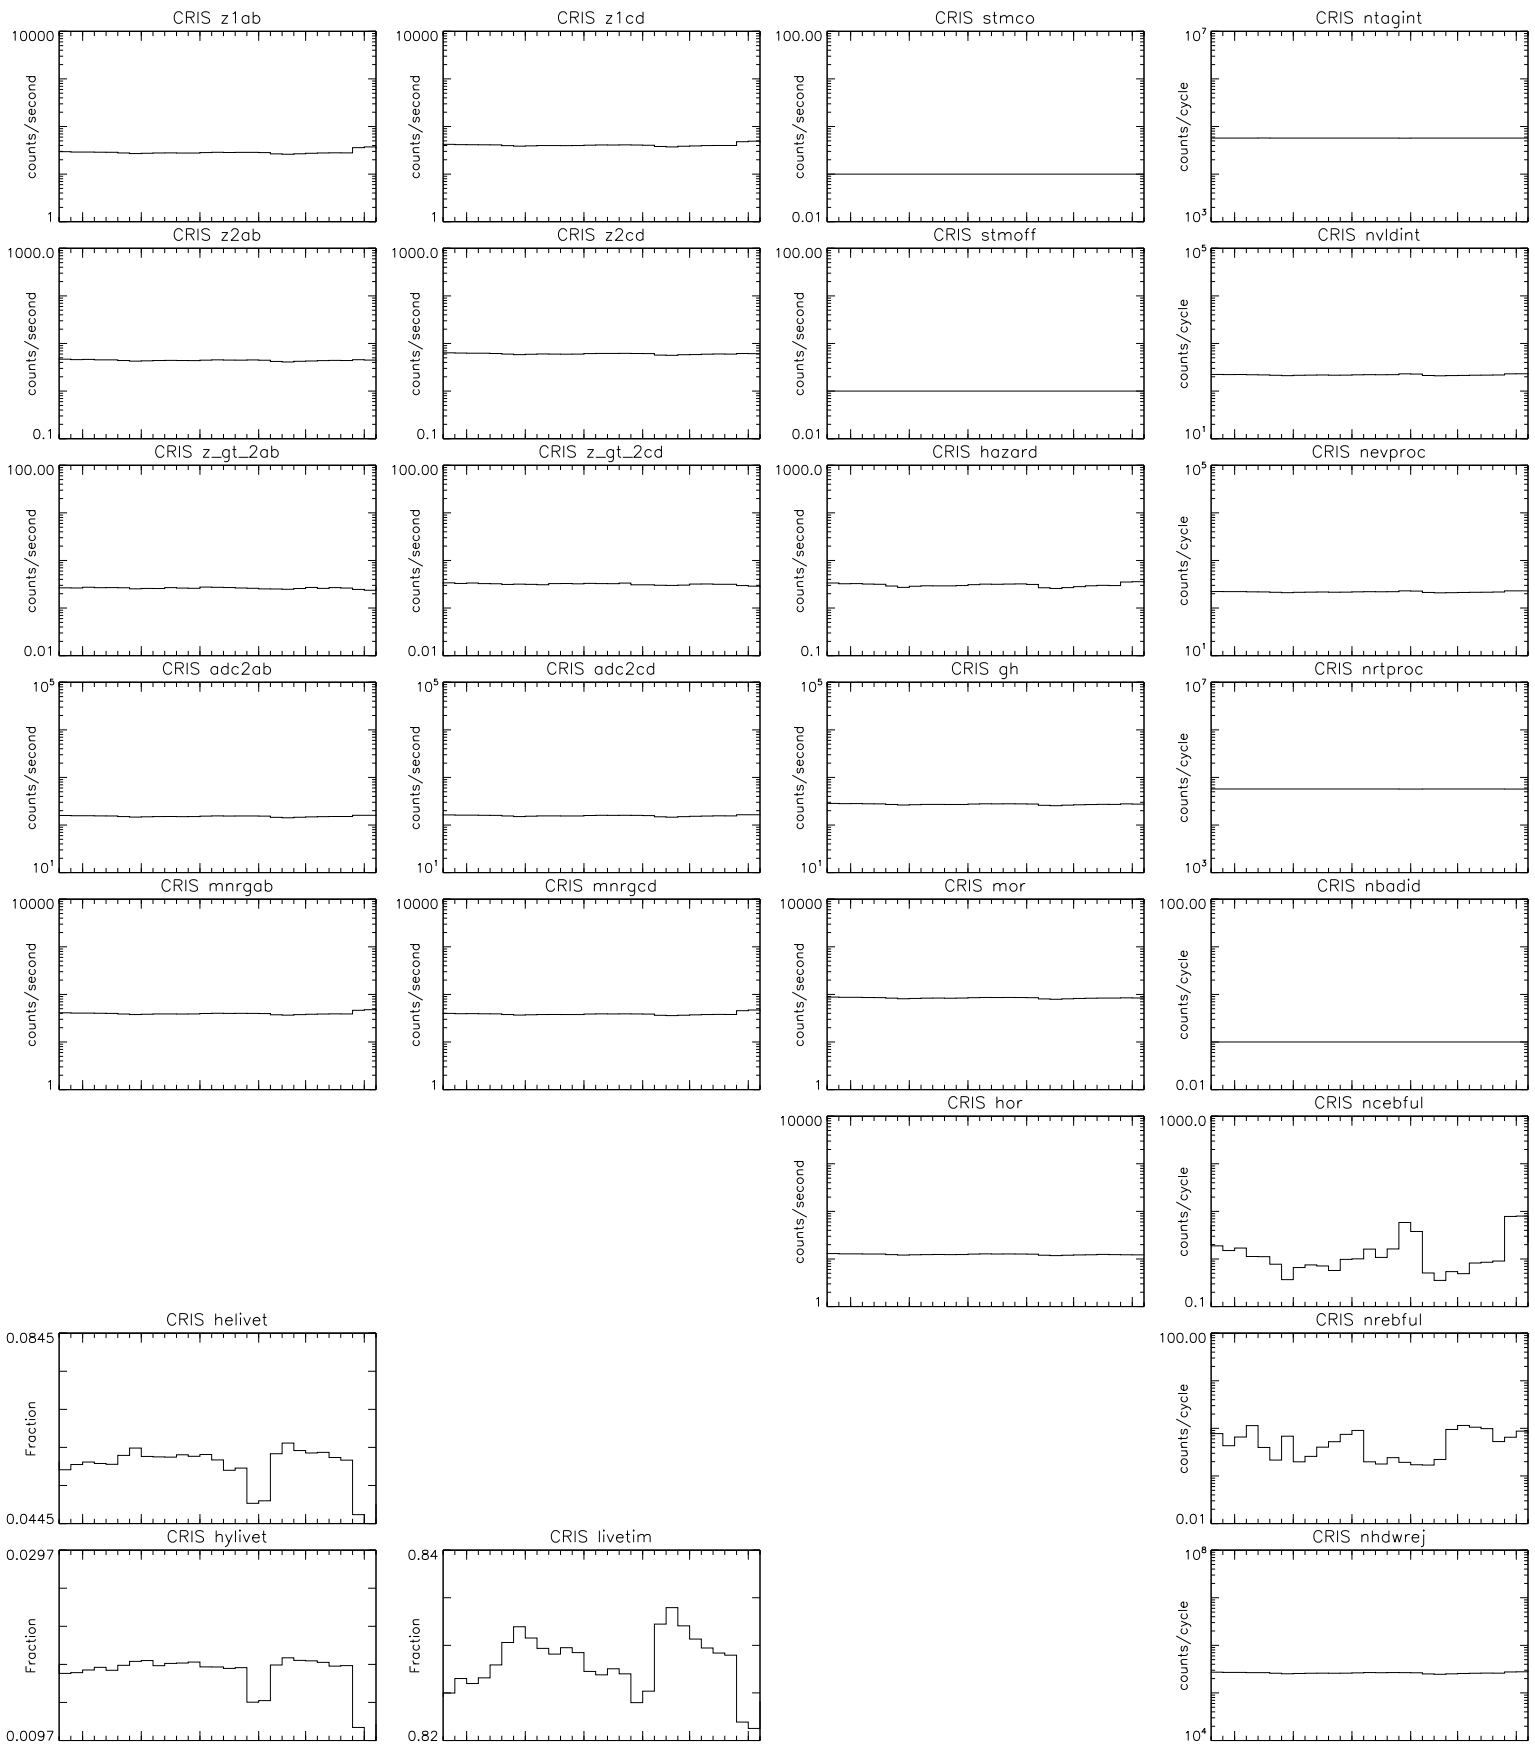 CRIS z1ab
CRIS z1cd
CRIS stmco
CRIS ntagint
10000
counts/second
1
10000
counts/second
1
100.00
counts/second
0.01
10⁷
counts/cycle
10³
CRIS z2ab
CRIS z2cd
CRIS stmoff
CRIS nvldint
1000.0
counts/second
0.1
1000.0
counts/second
0.1
100.00
counts/second
0.01
10⁵
counts/cycle
10¹
CRIS z_gt_2ab
CRIS z_gt_2cd
CRIS hazard
CRIS nevproc
100.00
counts/second
0.01
100.00
counts/second
0.01
1000.0
counts/second
0.1
10⁵
counts/cycle
10¹
CRIS adc2ab
CRIS adc2cd
CRIS gh
CRIS nrtproc
10⁵
counts/second
10¹
10⁵
counts/second
10¹
10⁵
counts/second
10¹
10⁷
counts/cycle
10³
CRIS mnrgab
CRIS mnrgcd
CRIS mor
CRIS nbadid
10000
counts/second
1
10000
counts/second
1
10000
counts/second
1
100.00
counts/cycle
0.01
CRIS hor
CRIS ncebful
10000
counts/second
1
1000.0
counts/cycle
0.1
CRIS helivet
CRIS nrebful
0.0845
Fraction
0.0445
100.00
counts/cycle
0.01
CRIS hylivet
CRIS livetim
CRIS nhdwrej
0.0297
Fraction
0.0097
0.84
Fraction
0.82
10⁸
counts/cycle
10⁴